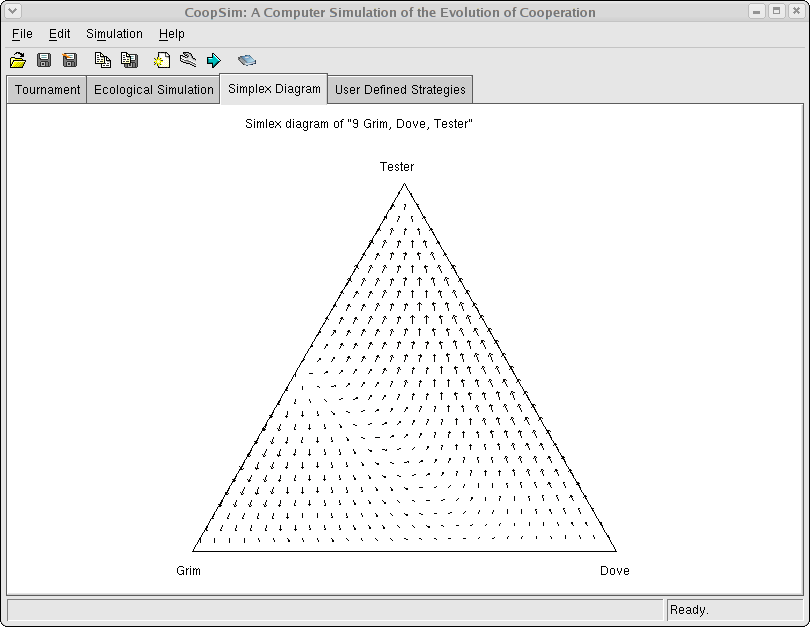 CoopSim: A Computer Simulation of the Evolution of Cooperation
File Edit Simulation Help
Tournament Ecological Simulation Simplex Diagram User Defined Strategies
Simlex diagram of "9 Grim, Dove, Tester"
Tester
Grim Dove
Ready.